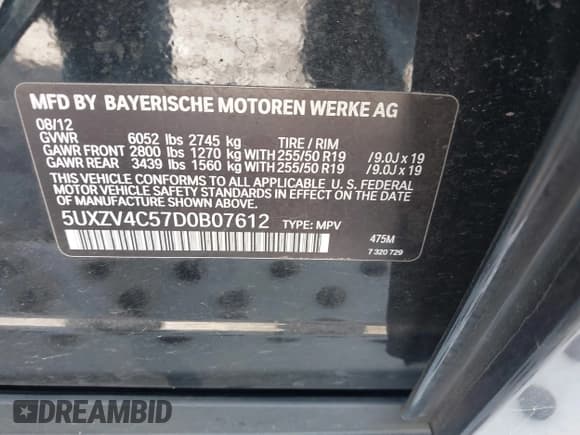 MFD BY BAYERISCHE MOTOREN WERKE AG
08/12
GVWR 6052 lbs 2745 kg TIRE / RIM
GAWR FRONT 2800 lbs 1270 kg WITH 255/50 R19 /9.0J x 19
GAWR REAR 3439 lbs 1560 kg WITH 255/50 R19 /9.0J x 19
THIS VEHICLE CONFORMS TO ALL APPLICABLE U. S. FEDERAL
MOTOR VEHICLE SAFETY STANDARDS IN EFFECT ON THE
DATE OF MANUFACTURE SHOWN ABOVE.
5UXZV4C57D0B07612 TYPE: MPV
475M
7 320 729
DREAMBID